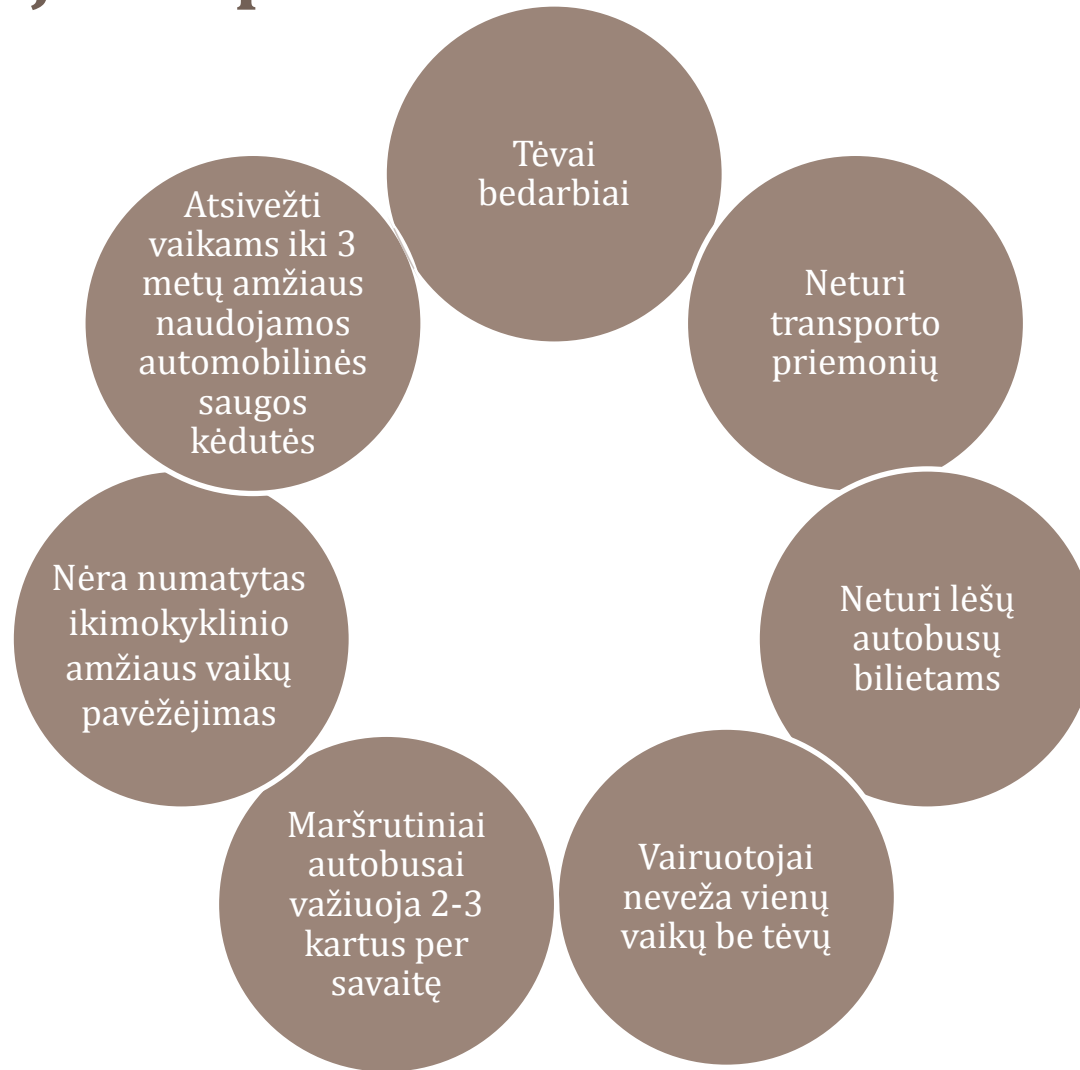 Tėvai
bedarbiai
Neturi
transporto
priemonių
Neturi lėšų
autobusų
bilietams
Vairuotojai
neveža vienų
vaikų be tėvų
Maršrutiniai
autobusai
važiuoja 2-3
kartus per
savaitę
Nėra numatytas
ikimokyklinio
amžiaus vaikų
pavėžėjimas
Atsivežti
vaikams iki 3
metų amžiaus
naudojamos
automobilinės
saugos
kėdutės